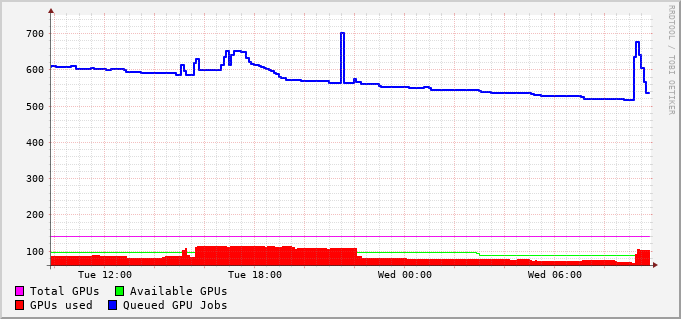 700
600
500
400
300
200
100
Tue 12:00 Tue 18:00 Wed 00:00 Wed 06:00
Total GPUs Available GPUs
GPUs used Queued GPU Jobs
RRDTOOL / TOBI OETIKER